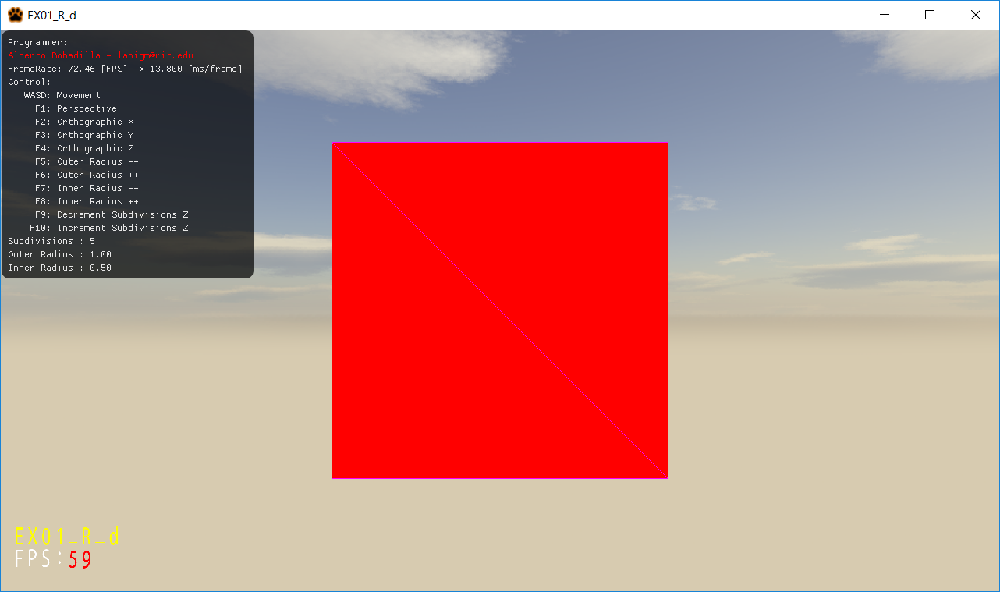 EX01_R_d
Programmer:
Alberto Bobadilla - labigm@rit.edu
FrameRate: 72.46 [FPS] -> 13.800 [ms/frame]
Control:
WASD: Movement
F1: Perspective
F2: Orthographic X
F3: Orthographic Y
F4: Orthographic Z
F5: Outer Radius --
F6: Outer Radius ++
F7: Inner Radius --
F8: Inner Radius ++
F9: Decrement Subdivisions Z
F10: Increment Subdivisions Z
Subdivisions : 5
Outer Radius : 1.00
Inner Radius : 0.50
EX01_R_d
FPS:59